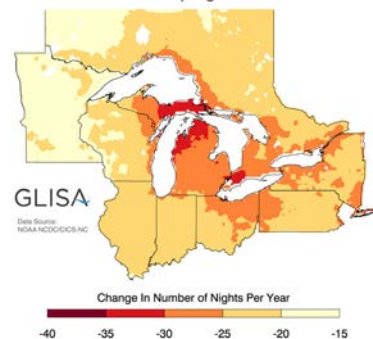 GLISA
Data Source:
NOAA NCDC/CICS-NC
Change In Number of Nights Per Year
-40 -35 -30 -25 -20 -15